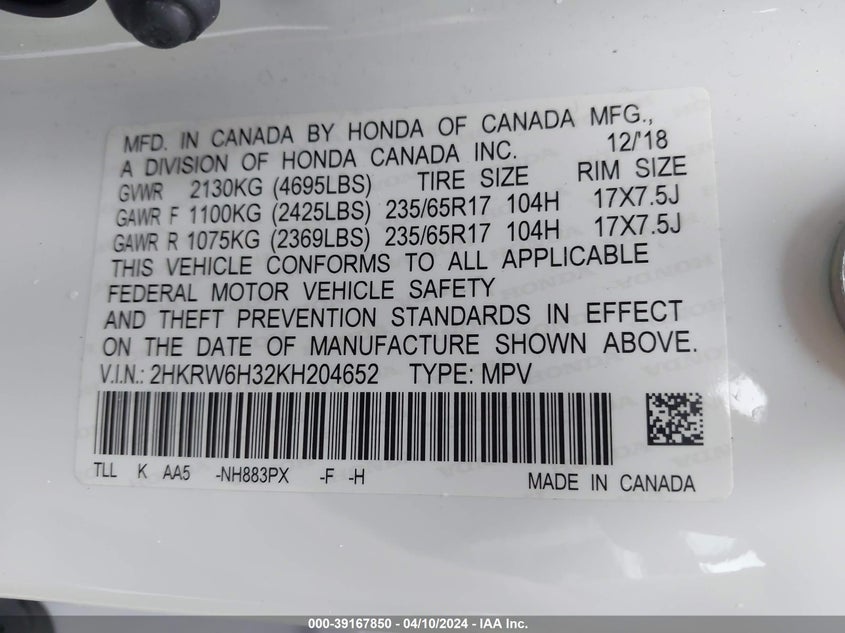 MFD. IN CANADA BY HONDA OF CANADA MFG.,
A DIVISION OF HONDA CANADA INC. 12/'18
GVWR 2130KG (4695LBS) TIRE SIZE RIM SIZE
GAWR F 1100KG (2425LBS) 235/65R17 104H 17X7.5J
GAWR R 1075KG (2369LBS) 235/65R17 104H 17X7.5J
THIS VEHICLE CONFORMS TO ALL APPLICABLE
FEDERAL MOTOR VEHICLE SAFETY
AND THEFT PREVENTION STANDARDS IN EFFECT
ON THE DATE OF MANUFACTURE SHOWN ABOVE.
V.I.N.: 2HKRW6H32KH204652 TYPE: MPV
TLL K AA5 -NH883PX -F -H MADE IN CANADA
000-39167850 | 04/10/2024 - IAA Inc.